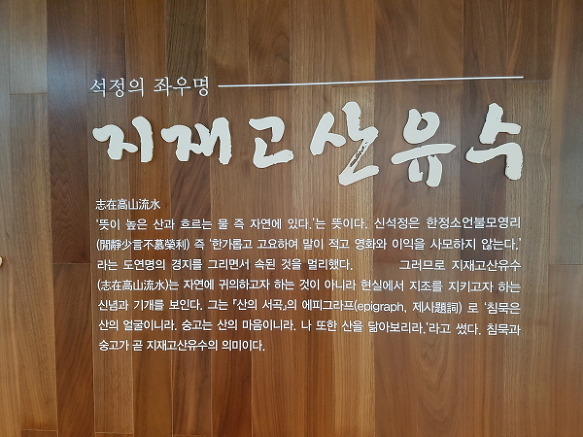 석정의 좌우명
지재고산유수
志在高山流水
'뜻이 높은 산과 흐르는 물 즉 자연에 있다.'는 뜻이다. 신석정은 한정소언불모영리
(閒靜少言不慕榮利) 즉 '한가롭고 고요하여 말이 적고 영화와 이익을 사모하지 않는다.'
라는 도연명의 경지를 그리면서 속된 것을 멀리했다. 그러므로 지재고산유수
(志在高山流水)는 자연에 귀의하고자 하는 것이 아니라 현실에서 지조를 지키고자 하는
신념과 기개를 보인다. 그는 『산의 서곡』의 에피그라프(epigraph, 제사題詞) 로 '침묵은
산의 얼굴이니라. 숭고는 산의 마음이니라. 나 또한 산을 닮아보리라.'라고 썼다. 침묵과
숭고가 곧 지재고산유수의 의미이다.